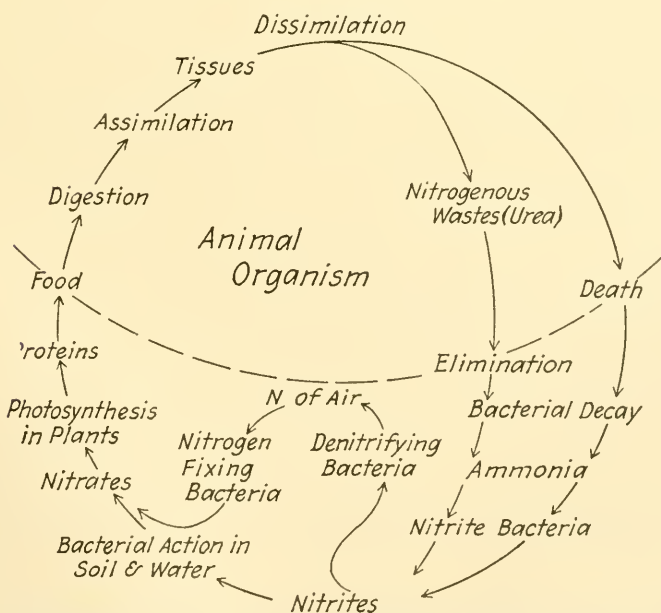 Dissimilation
Tissues
Assimilation
Digestion
Nitrogenous
Wastes (Urea)
Animal
Organism
Food
Death
roteins
Elimination
N of Air
Photosynthesis
in Plants
Bacterial Decay
Nitrogen
Fixing
Bacteria
Denitrifying
Bacteria
Nitrates
Ammonia
Nitrite Bacteria
Bacterial Action in
Soil & Water
Nitrites